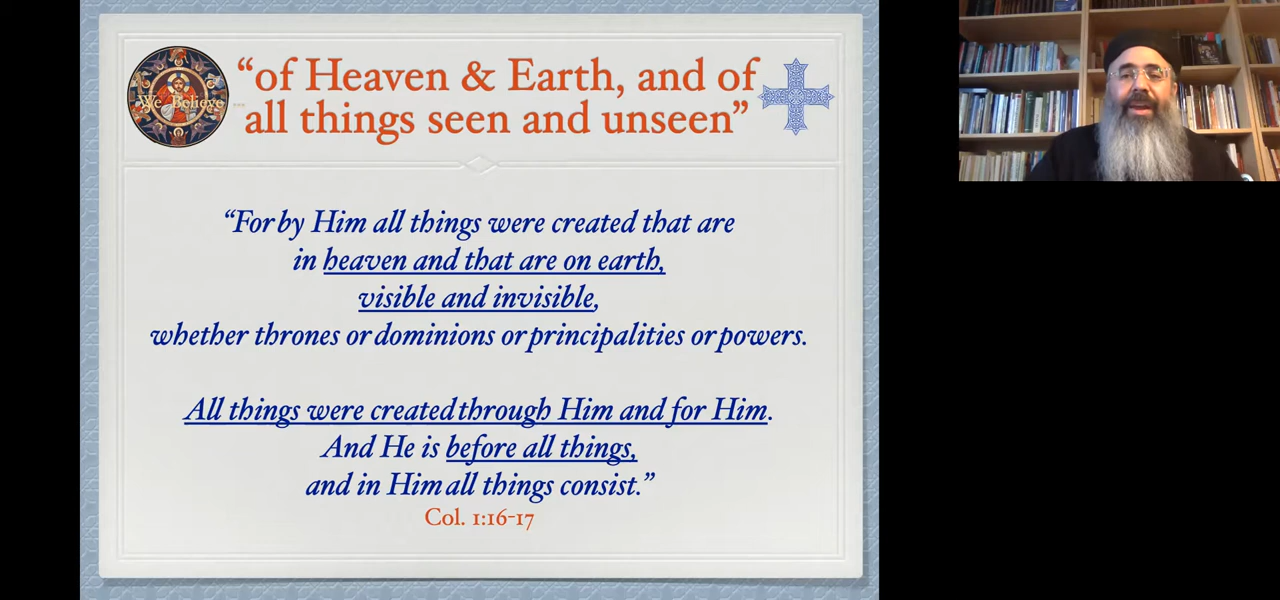 “of Heaven & Earth, and of
all things seen and unseen”
We Believe ...
“For by Him all things were created that are
in heaven and that are on earth,
visible and invisible,
whether thrones or dominions or principalities or powers.
All things were created through Him and for Him.
And He is before all things,
and in Him all things consist.”
Col. 1:16-17